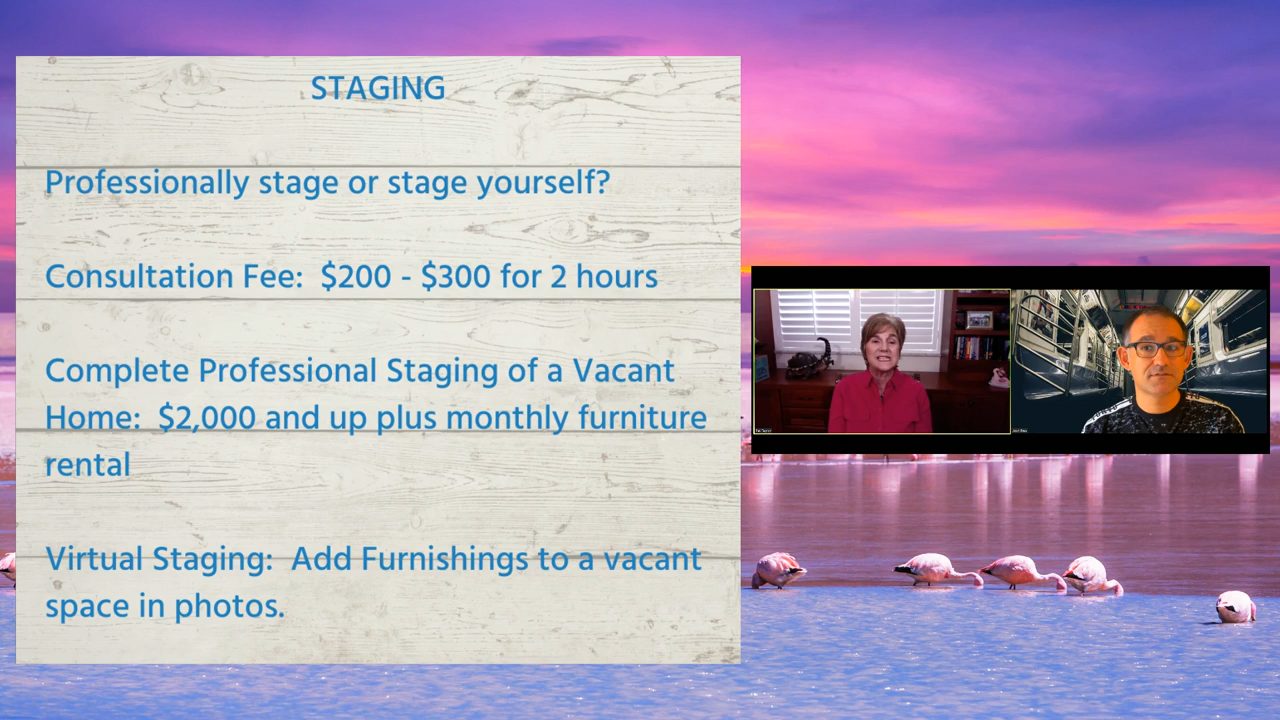 STAGING
Professionally stage or stage yourself?
Consultation Fee:  $200 - $300 for 2 hours
Complete Professional Staging of a Vacant
Home:  $2,000 and up plus monthly furniture
rental
Virtual Staging:  Add Furnishings to a vacant
space in photos.